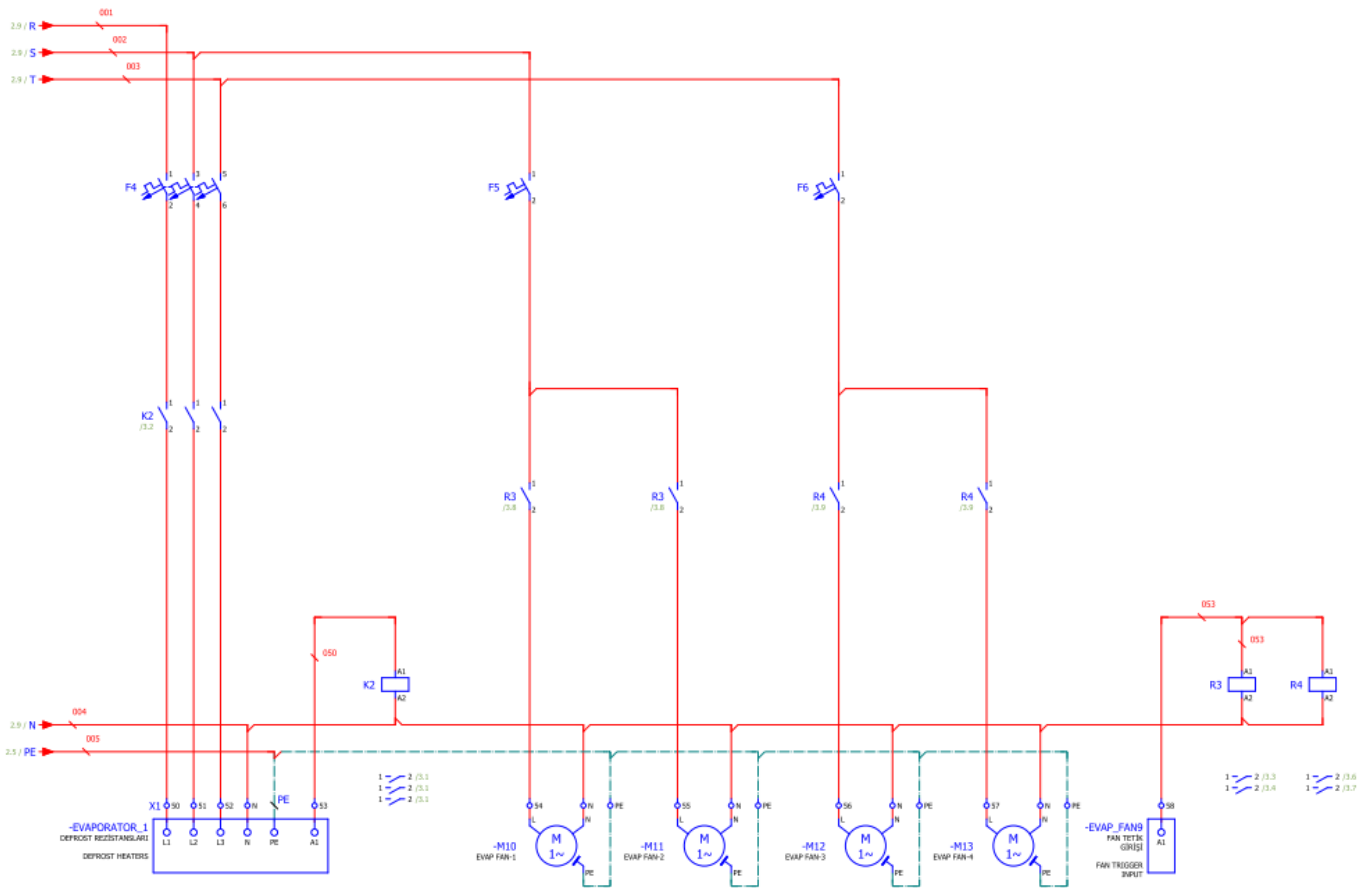 001
2.9 / R
002
2.9 / S
003
2.9 / T
F4
1
3
5
2
4
6
F5
1
2
F6
1
2
K2
/3.2
1
1
1
2
2
2
R3
/3.8
1
2
R3
/3.8
1
2
R4
/3.9
1
2
R4
/3.9
1
2
050
K2
A1
A2
053
053
R3
A1
A2
R4
A1
A2
2.9 / N
004
2.5 / PE
005
1 2 /3.1
1 2 /3.1
1 2 /3.1
1 2 /3.3
1 2 /3.4
1 2 /3.6
1 2 /3.7
X1 50 51 52 N PE 53
54 N PE
55 N PE
56 N PE
57 N PE
58
-EVAPORATOR_1
DEFROST REZİSTANSLARI
DEFROST HEATERS
L1 L2 L3 N PE A1
L N
M
1~
PE
-M10
EVAP FAN-1
L N
M
1~
PE
-M11
EVAP FAN-2
L N
M
1~
PE
-M12
EVAP FAN-3
L N
M
1~
PE
-M13
EVAP FAN-4
-EVAP_FAN9
FAN TETİK
GİRİŞİ
FAN TRIGGER
INPUT
A1